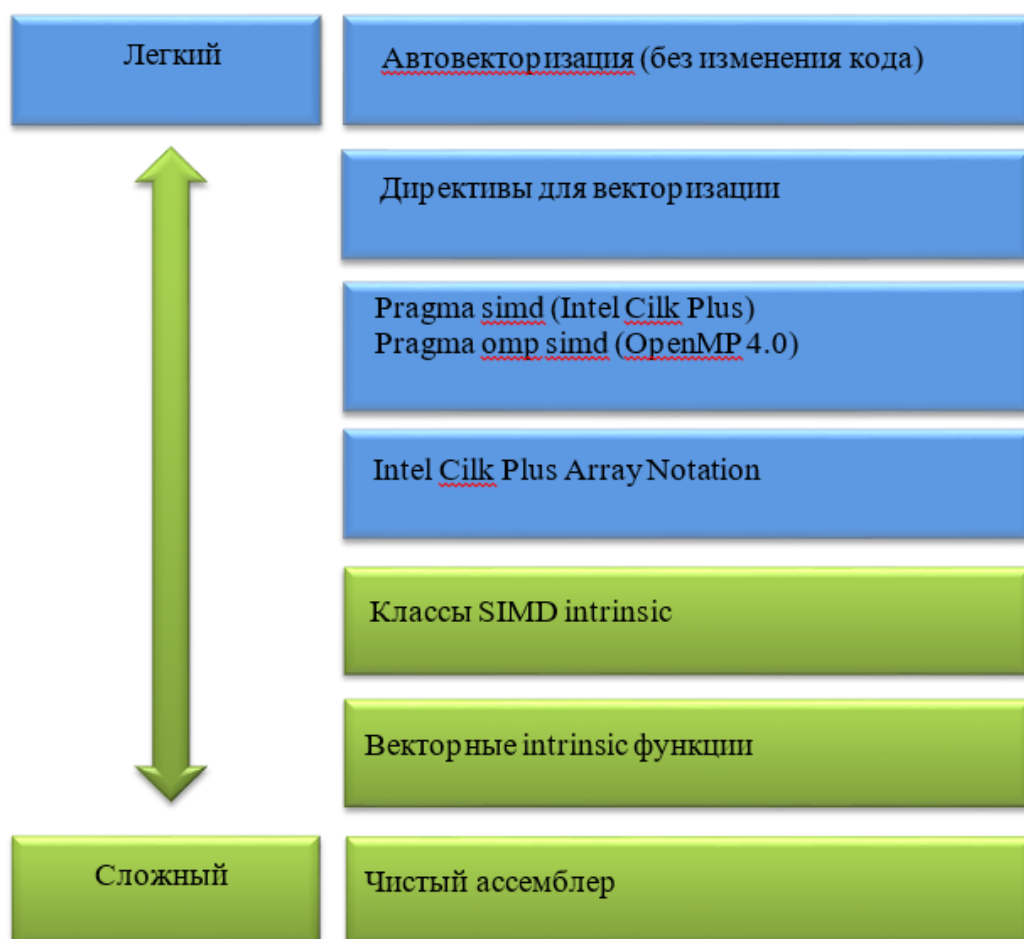 Легкий
Автовекторизация (без изменения кода)
Директивы для векторизации
Pragma simd (Intel Cilk Plus)
Pragma omp simd (OpenMP 4.0)
Intel Cilk Plus Array Notation
Классы SIMD intrinsic
Векторные intrinsic функции
Сложный
Чистый ассемблер